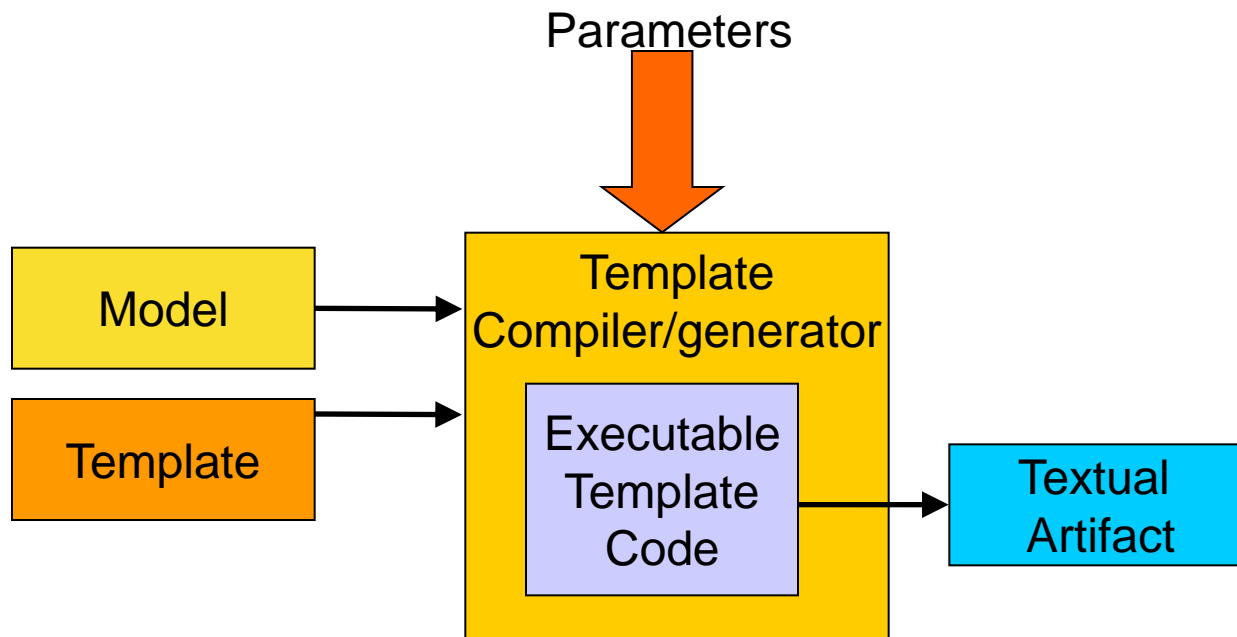 Parameters
Model
Template
Template
Compiler/generator
Executable
Template
Code
Textual
Artifact